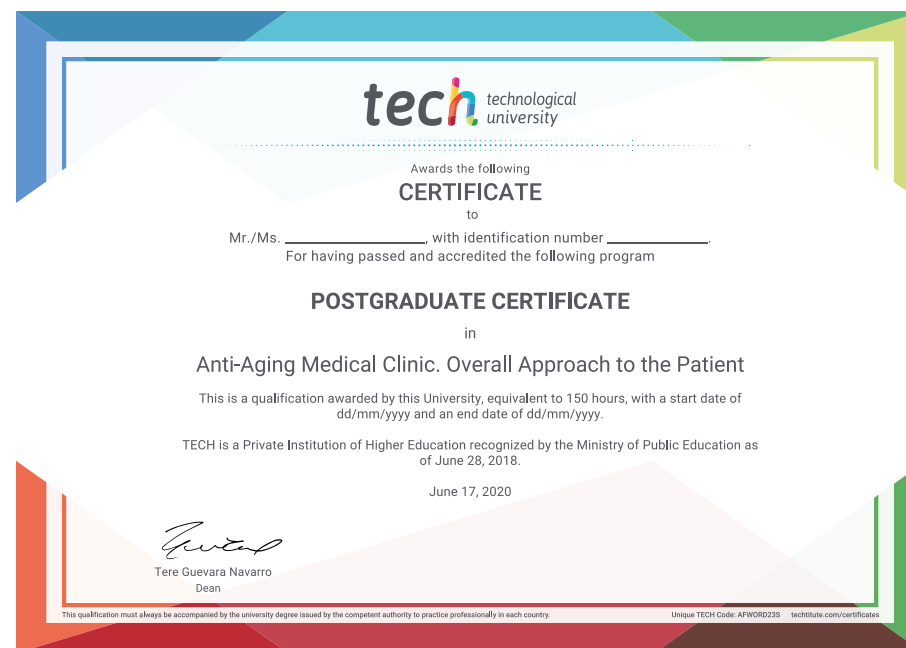 tech technological
university
Awards the following
CERTIFICATE
to
Mr./Ms. ____________________, with identification number ______________.
For having passed and accredited the following program
POSTGRADUATE CERTIFICATE
in
Anti-Aging Medical Clinic. Overall Approach to the Patient
This is a qualification awarded by this University, equivalent to 150 hours, with a start date of
dd/mm/yyyy and an end date of dd/mm/yyyy.
TECH is a Private Institution of Higher Education recognized by the Ministry of Public Education as
of June 28, 2018.
June 17, 2020
Tere Guevara Navarro
Dean
This qualification must always be accompanied by the university degree issued by the competent authority to practice professionally in each country. Unique TECH Code: AFWORD23S techtitute.com/certificates